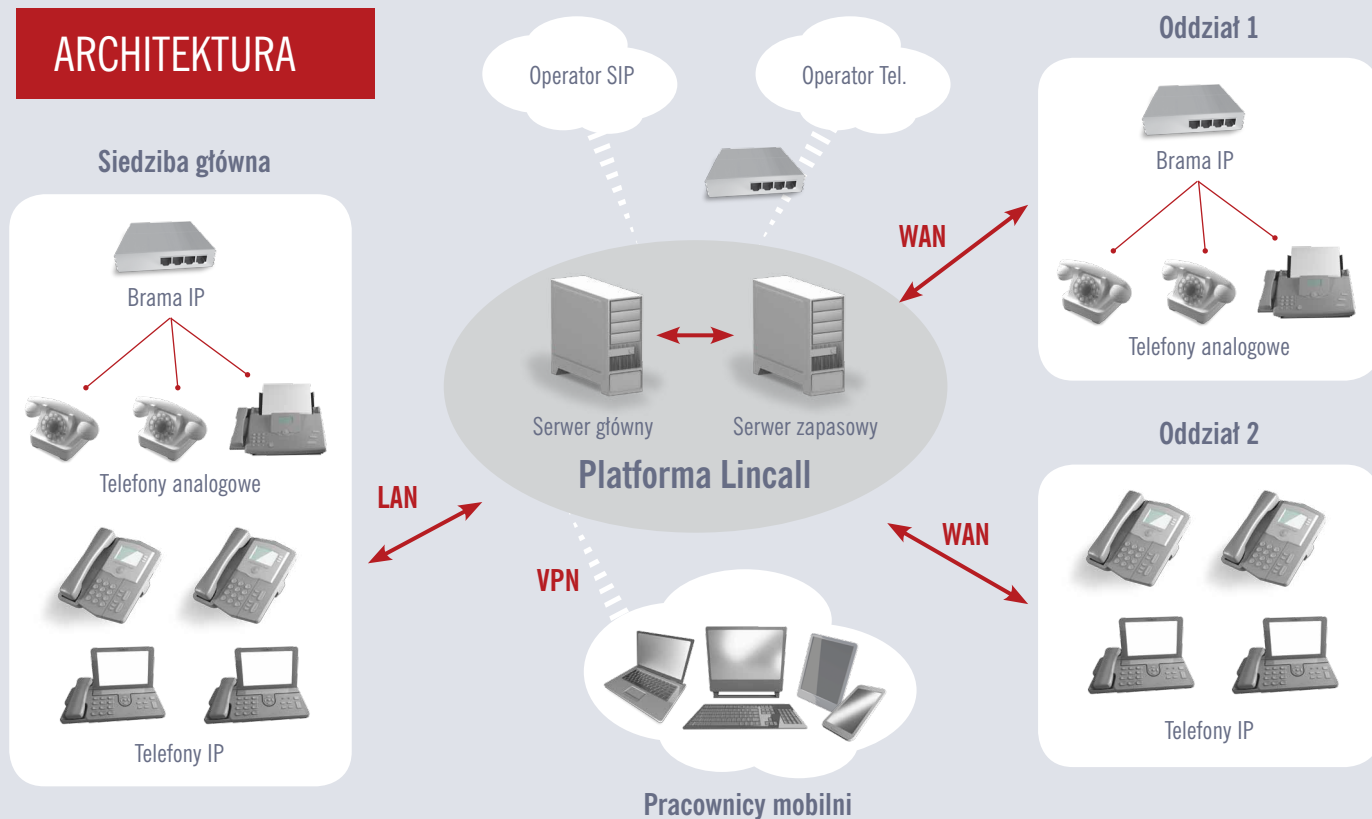 ARCHITEKTURA
Siedziba główna
Brama IP
Telefony analogowe
Telefony IP
Operator SIP
Operator Tel.
Serwer główny
Serwer zapasowy
Platforma Lincall
LAN
VPN
WAN
WAN
Pracownicy mobilni
Oddział 1
Brama IP
Telefony analogowe
Oddział 2
Telefony IP